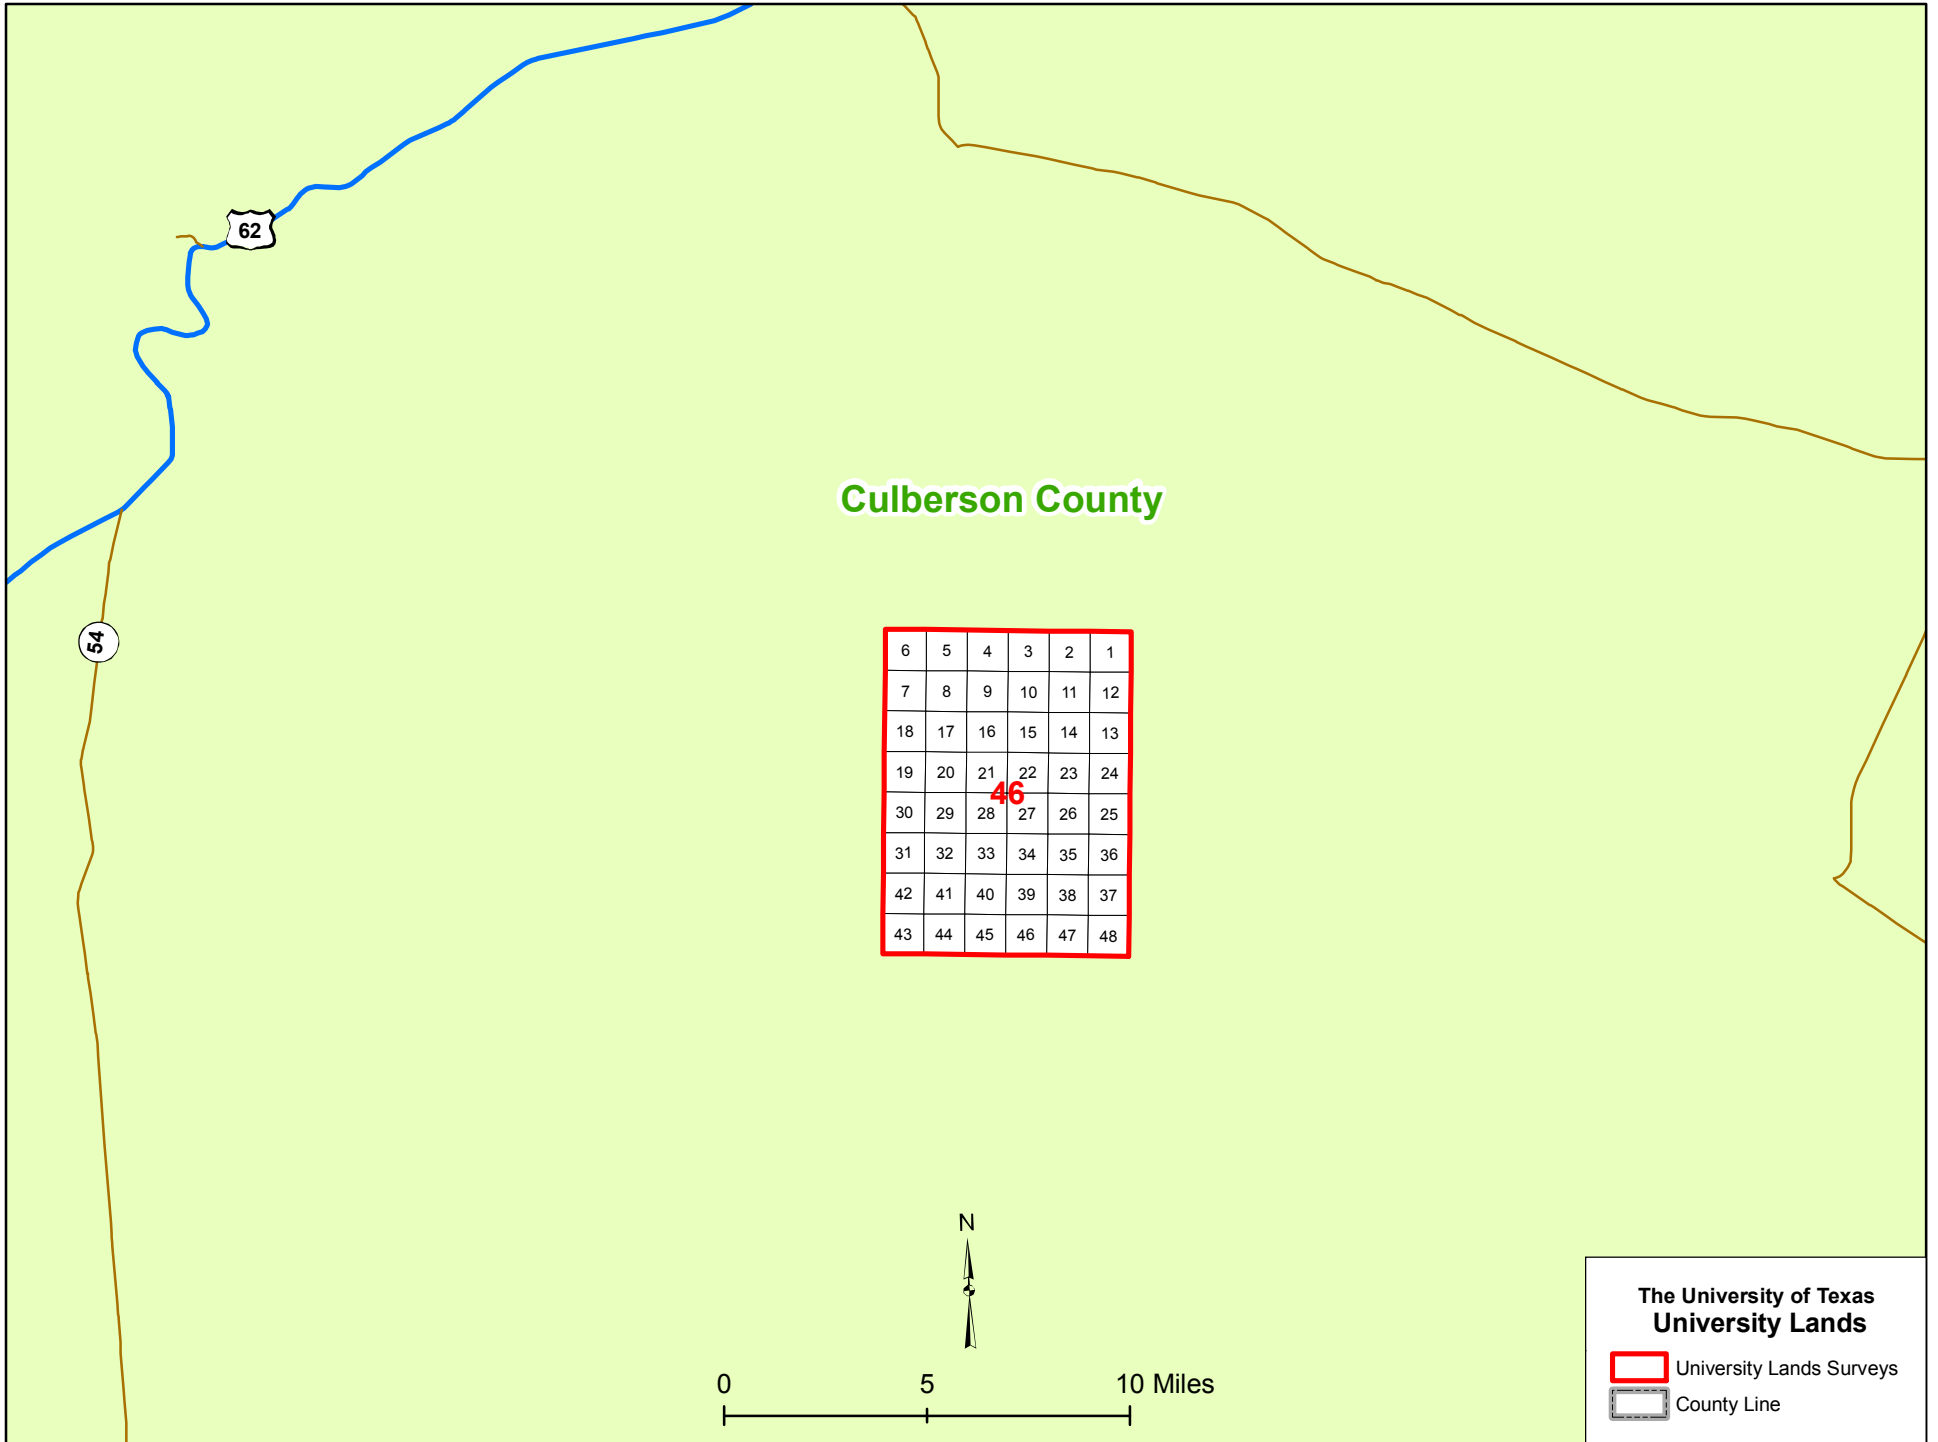 62
Culberson County
54
6 5 4 3 2 1
7 8 9 10 11 12
18 17 16 15 14 13
19 20 21 22 23 24
46
30 29 28 27 26 25
31 32 33 34 35 36
42 41 40 39 38 37
43 44 45 46 47 48
N
0 5 10 Miles
The University of Texas
University Lands
University Lands Surveys
County Line